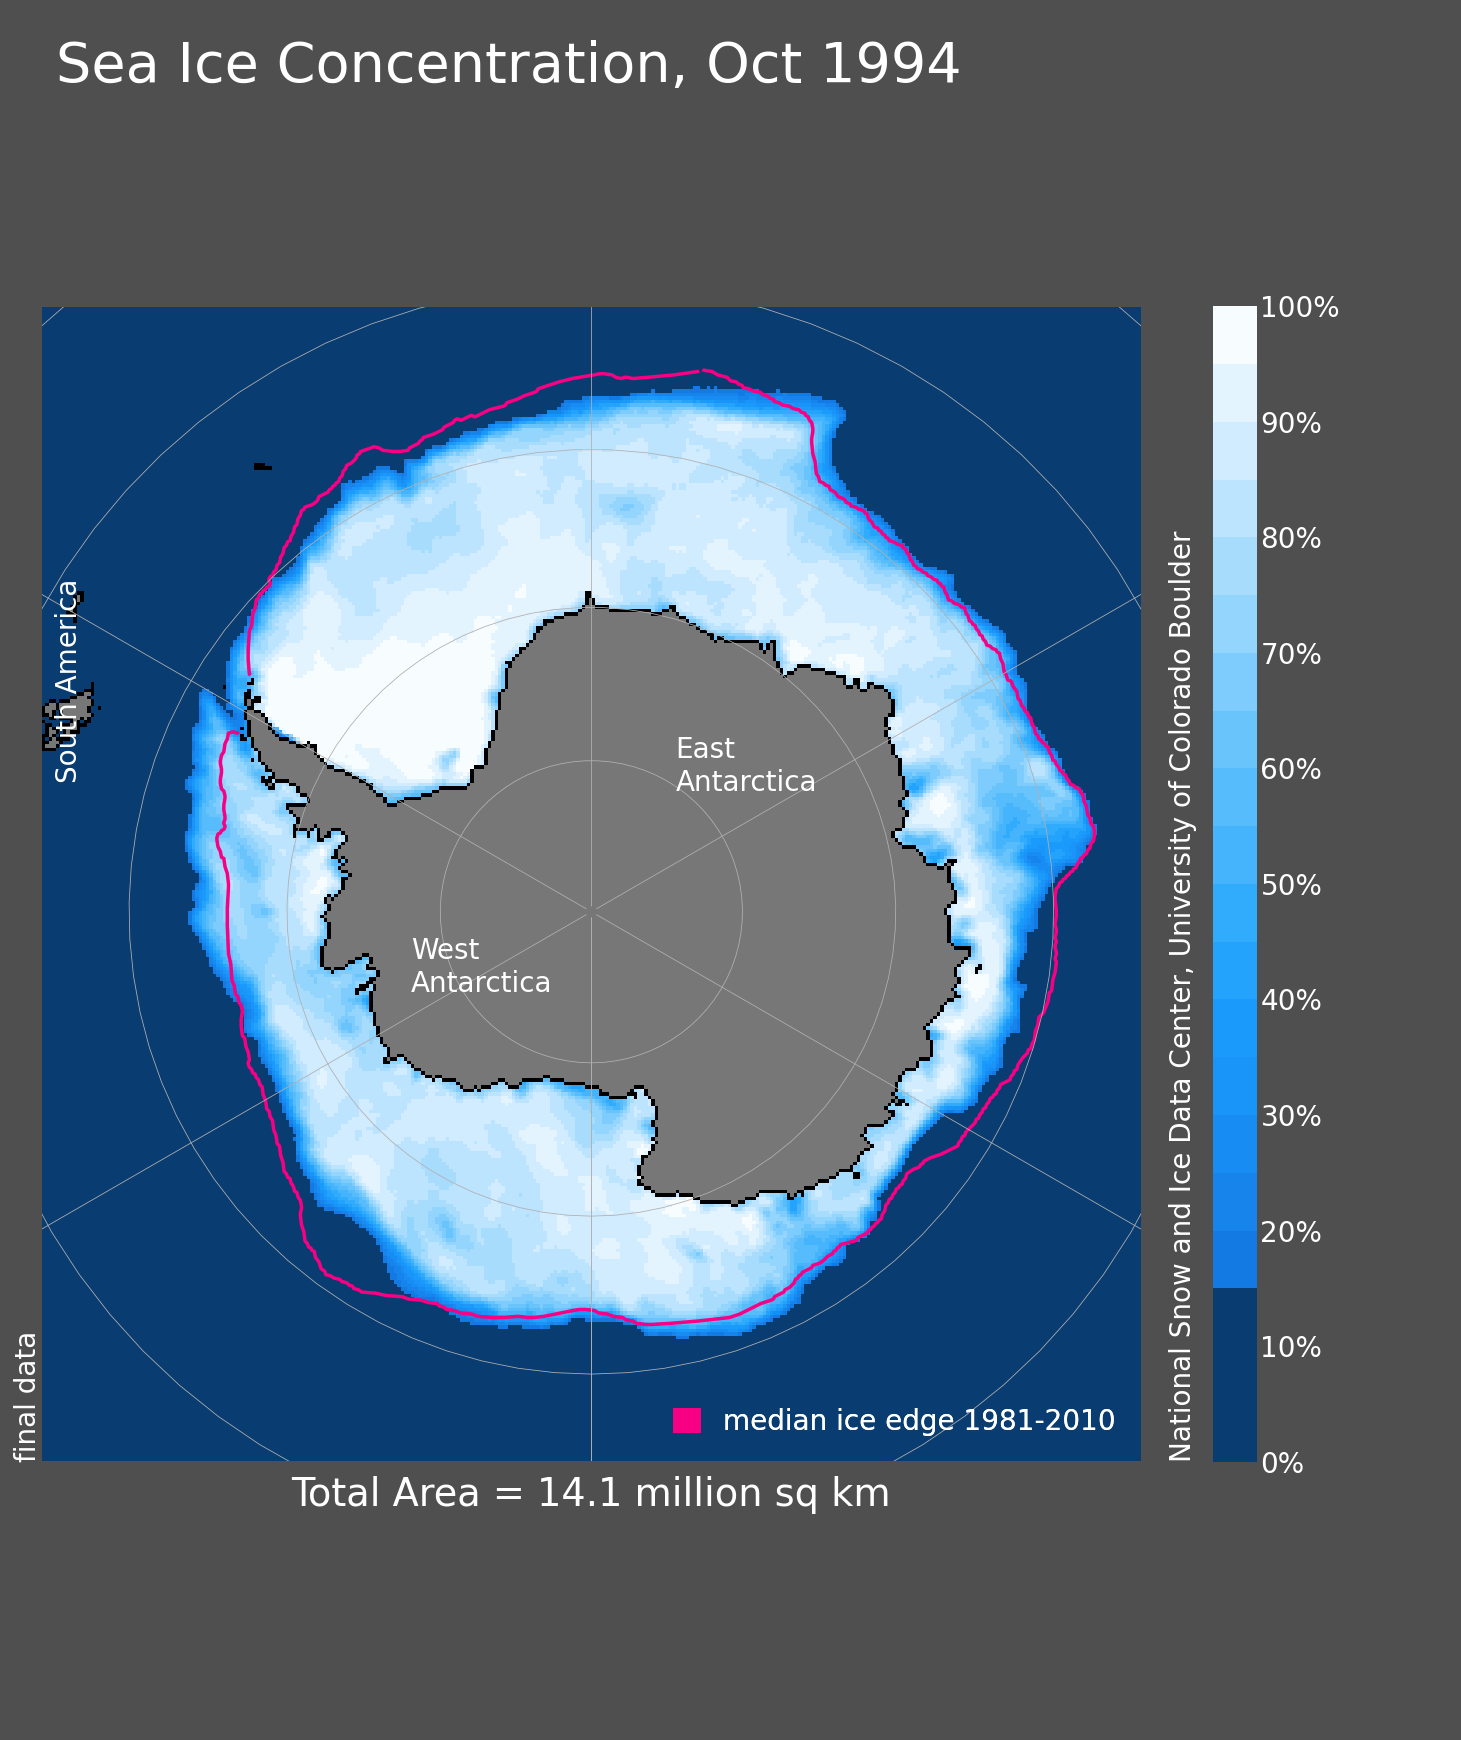 Sea Ice Concentration, Oct 1994
South America
East
Antarctica
West
Antarctica
median ice edge 1981-2010
final data
Total Area = 14.1 million sq km
National Snow and Ice Data Center, University of Colorado Boulder
100%
90%
80%
70%
60%
50%
40%
30%
20%
10%
0%